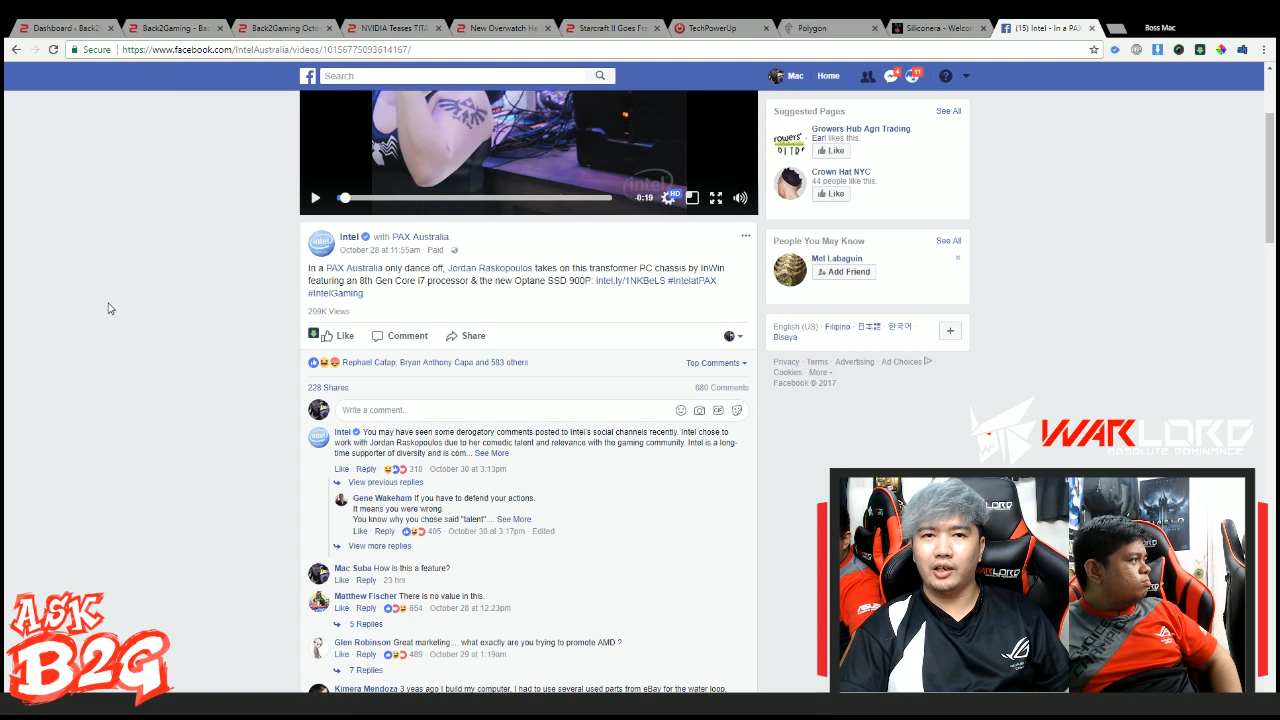 Dashboard ‹ Back2
Back2Gaming - Bac
Back2Gaming Octo
NVIDIA Teases TITA
New Overwatch He
Starcraft II Goes Fre
TechPowerUp
Polygon
Siliconera - Welcom
(15) Intel - In a PAX
Boss Mac
Secure
https://www.facebook.com/IntelAustralia/videos/10156775093614167/
Search
Mac
Home
4
11
intel
-0:19
HD
Intel with PAX Australia.
October 28 at 11:55am · Paid ·
In a PAX Australia only dance off, Jordan Raskopoulos takes on this transformer PC chassis by InWin
featuring an 8th Gen Core i7 processor & the new Optane SSD 900P: intel.ly/1NKBeLS #IntelatPAX
#IntelGaming
209K Views
Like
Comment
Share
Rephael Catap, Bryan Anthony Capa and 583 others
Top Comments
228 Shares
680 Comments
Write a comment...
Intel You may have seen some derogatory comments posted to Intel's social channels recently. Intel chose to
work with Jordan Raskopoulos due to her comedic talent and relevance with the gaming community. Intel is a long-
time supporter of diversity and is com... See More
Like · Reply · 318 · October 30 at 3:13pm
View previous replies
Gene Wakeham If you have to defend your actions.
It means you were wrong.
You know why you chose said "talent".... See More
Like · Reply · 405 · October 30 at 3:17pm · Edited
View more replies
Mac Suba How is this a feature?
Like · Reply · 23 hrs
Matthew Fischer There is no value in this.
Like · Reply · 654 · October 28 at 12:23pm
5 Replies
Glen Robinson Great marketing.... what exactly are you trying to promote AMD ?
Like · Reply · 489 · October 29 at 1:19am
7 Replies
Kimera Mendoza 3 yeas ago I build my computer, I had to use several used parts from eBay for the water loop,
Suggested Pages
See All
Growers Hub Agri Trading
Earl likes this.
Like
Crown Hat NYC
44 people like this.
Like
People You May Know
See All
Mel Labaguin
Add Friend
English (US) · Filipino · 日本語 · 한국어 ·
Bisaya
Privacy · Terms · Advertising · Ad Choices
Cookies · More
Facebook © 2017
WARLORD
ABSOLUTE DOMINANCE
WARLORD
WARLORD
ASK
B2G